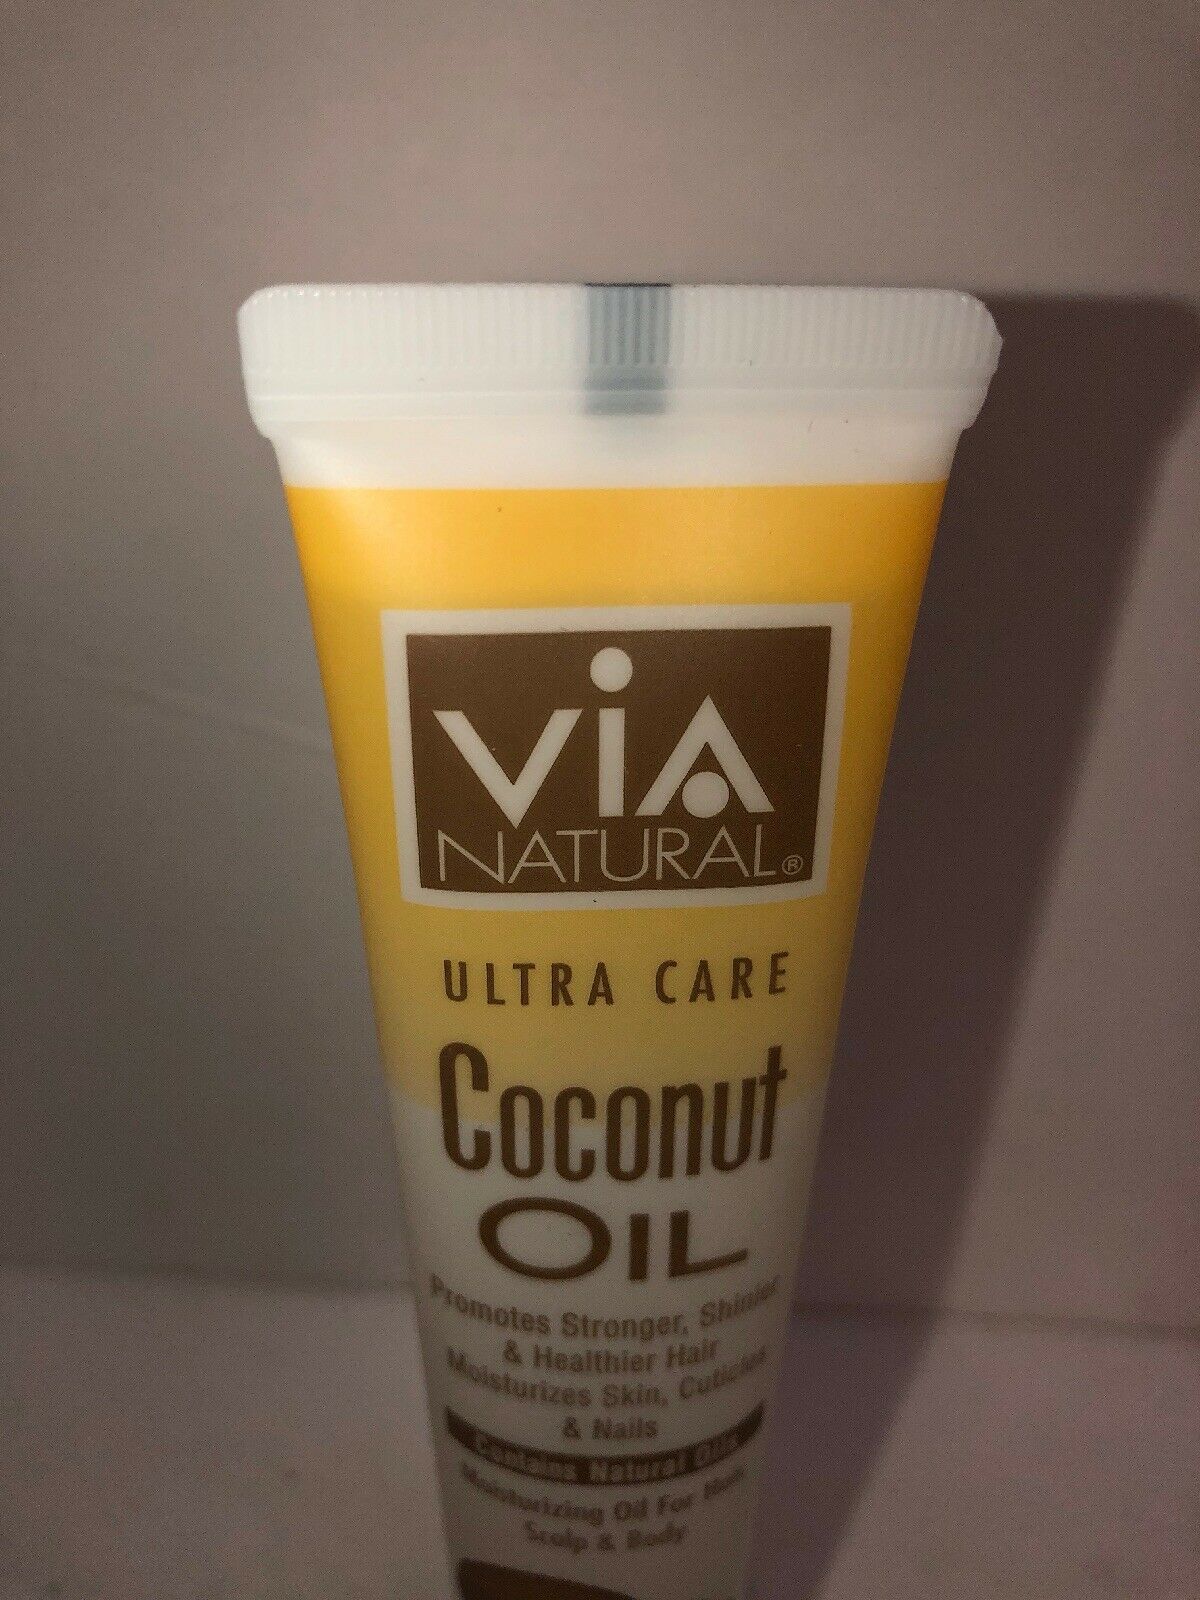 ViA
NATURAL®
ULTRA CARE
Coconut
OIL
Promotes Stronger, Shinier
& Healthier Hair
Moisturizes Skin, Cuticles
& Nails
Contains Natural Oils
Moisturizing Oil For Hair,
Scalp & Body